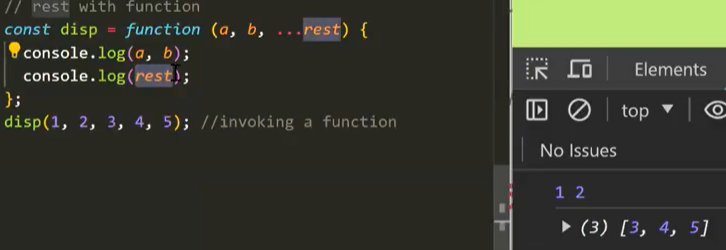 // rest with function
const disp = function (a, b, ...rest) {
console.log(a, b);
console.log(rest);
};
disp(1, 2, 3, 4, 5); //invoking a function
Elements
top
No Issues
1 2
(3) [3, 4, 5]